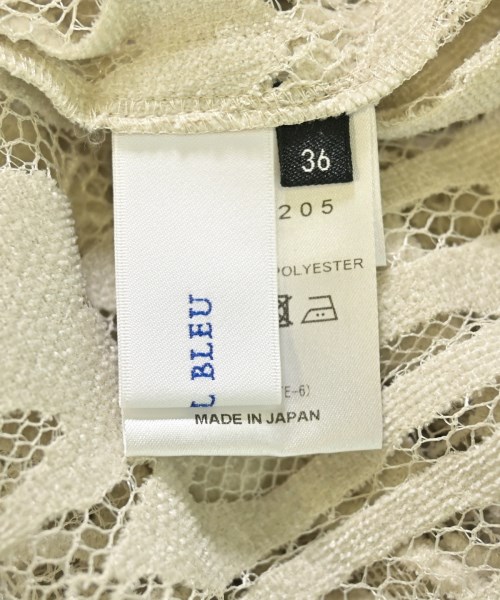 36
205
POLYESTER
L BLEU
E-6)
MADE IN JAPAN